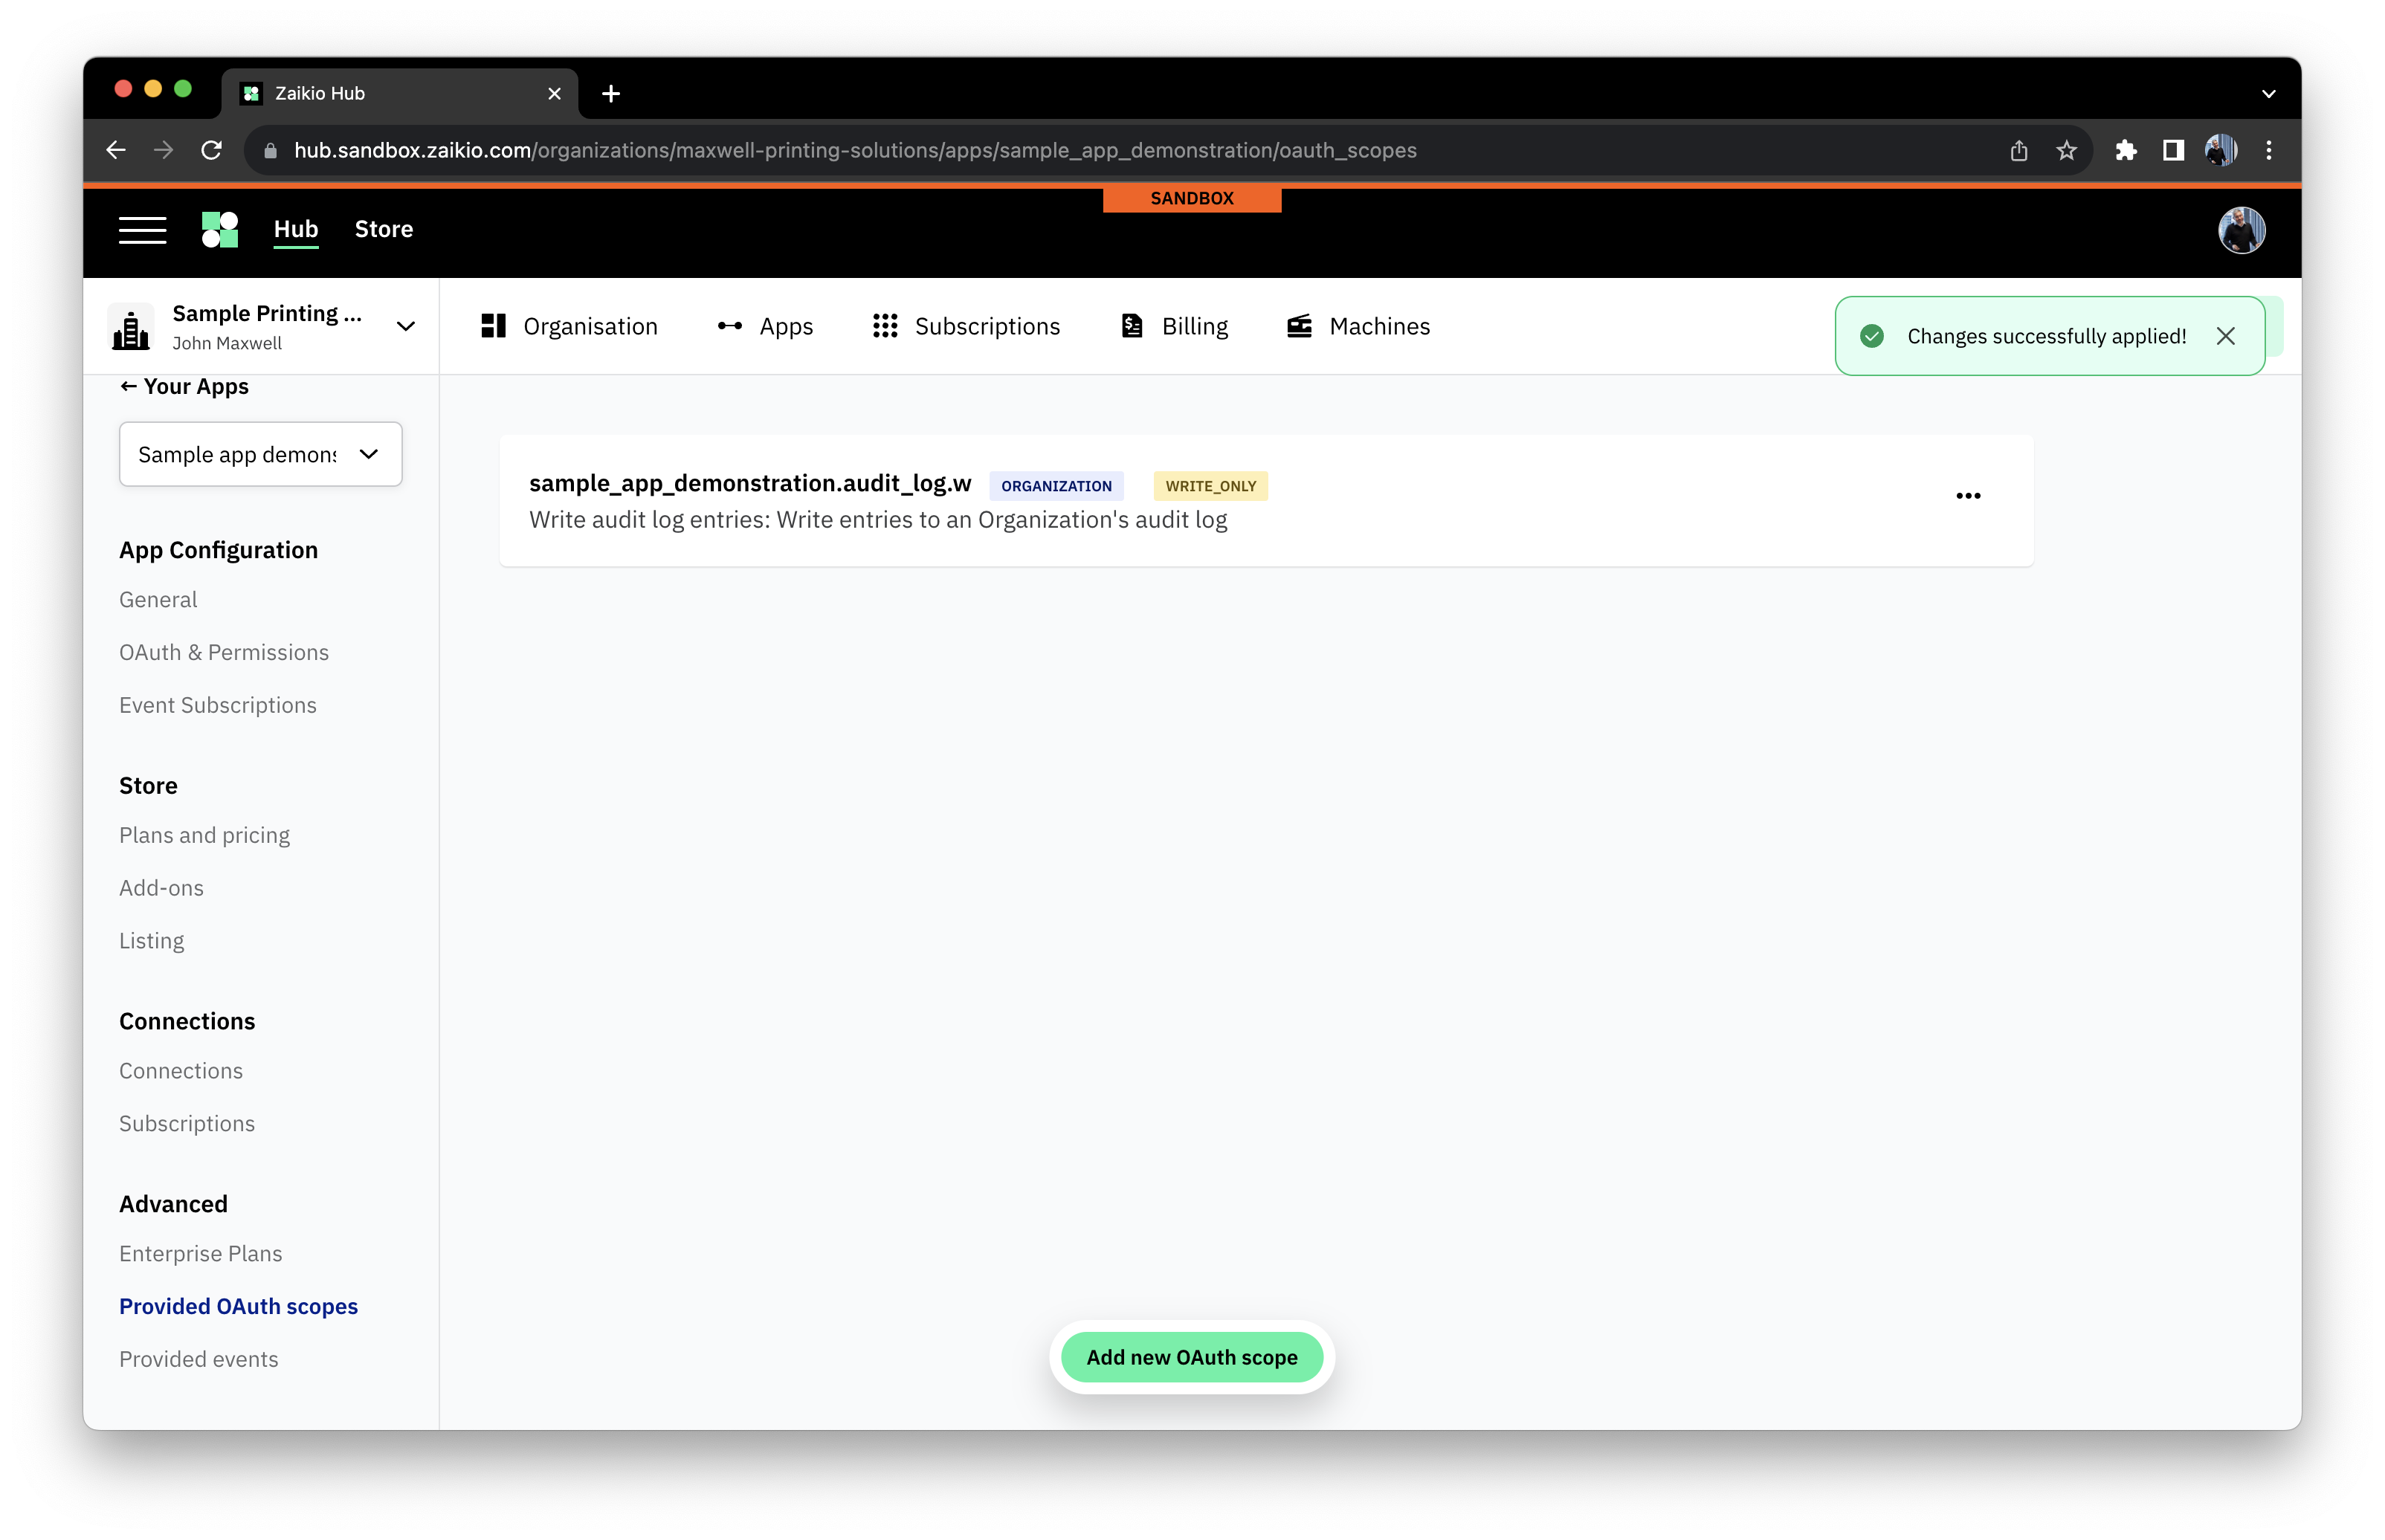 Zaikio Hub
hub.sandbox.zaikio.com/organizations/maxwell-printing-solutions/apps/sample_app_demonstration/oauth_scopes
SANDBOX
Hub
Store
Sample Printing ...
John Maxwell
Organisation
Apps
Subscriptions
Billing
Machines
Changes successfully applied!
← Your Apps
Sample app demons
App Configuration
General
OAuth & Permissions
Event Subscriptions
Store
Plans and pricing
Add-ons
Listing
Connections
Connections
Subscriptions
Advanced
Enterprise Plans
Provided OAuth scopes
Provided events
sample_app_demonstration.audit_log.w
ORGANIZATION
WRITE_ONLY
Write audit log entries: Write entries to an Organization's audit log
Add new OAuth scope